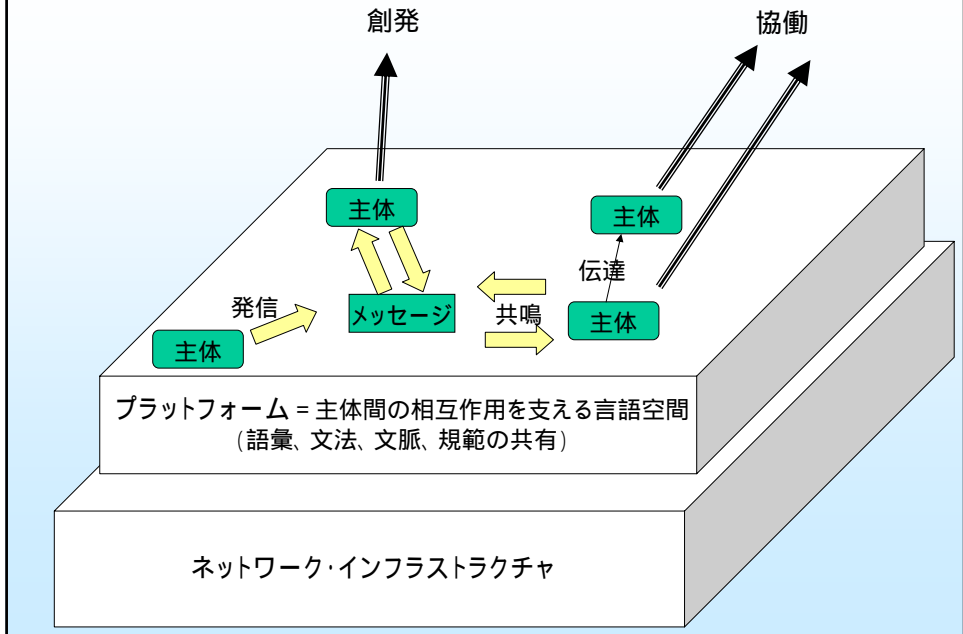 創発
協働
主体
主体
伝達
発信
メッセージ
共鳴
主体
主体
プラットフォーム = 主体間の相互作用を支える言語空間
(語彙、文法、文脈、規範の共有)
ネットワーク・インフラストラクチャ